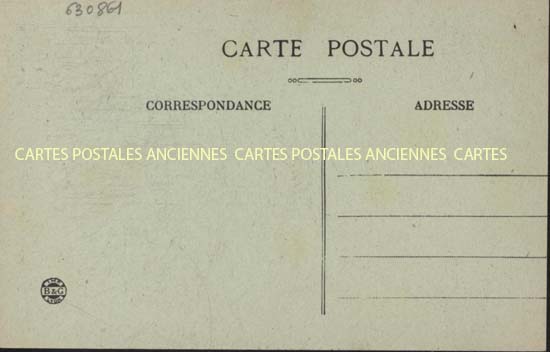 630861
CARTE POSTALE
CORRESPONDANCE
ADRESSE
CARTES POSTALES ANCIENNES CARTES POSTALES ANCIENNES CARTES
B&G